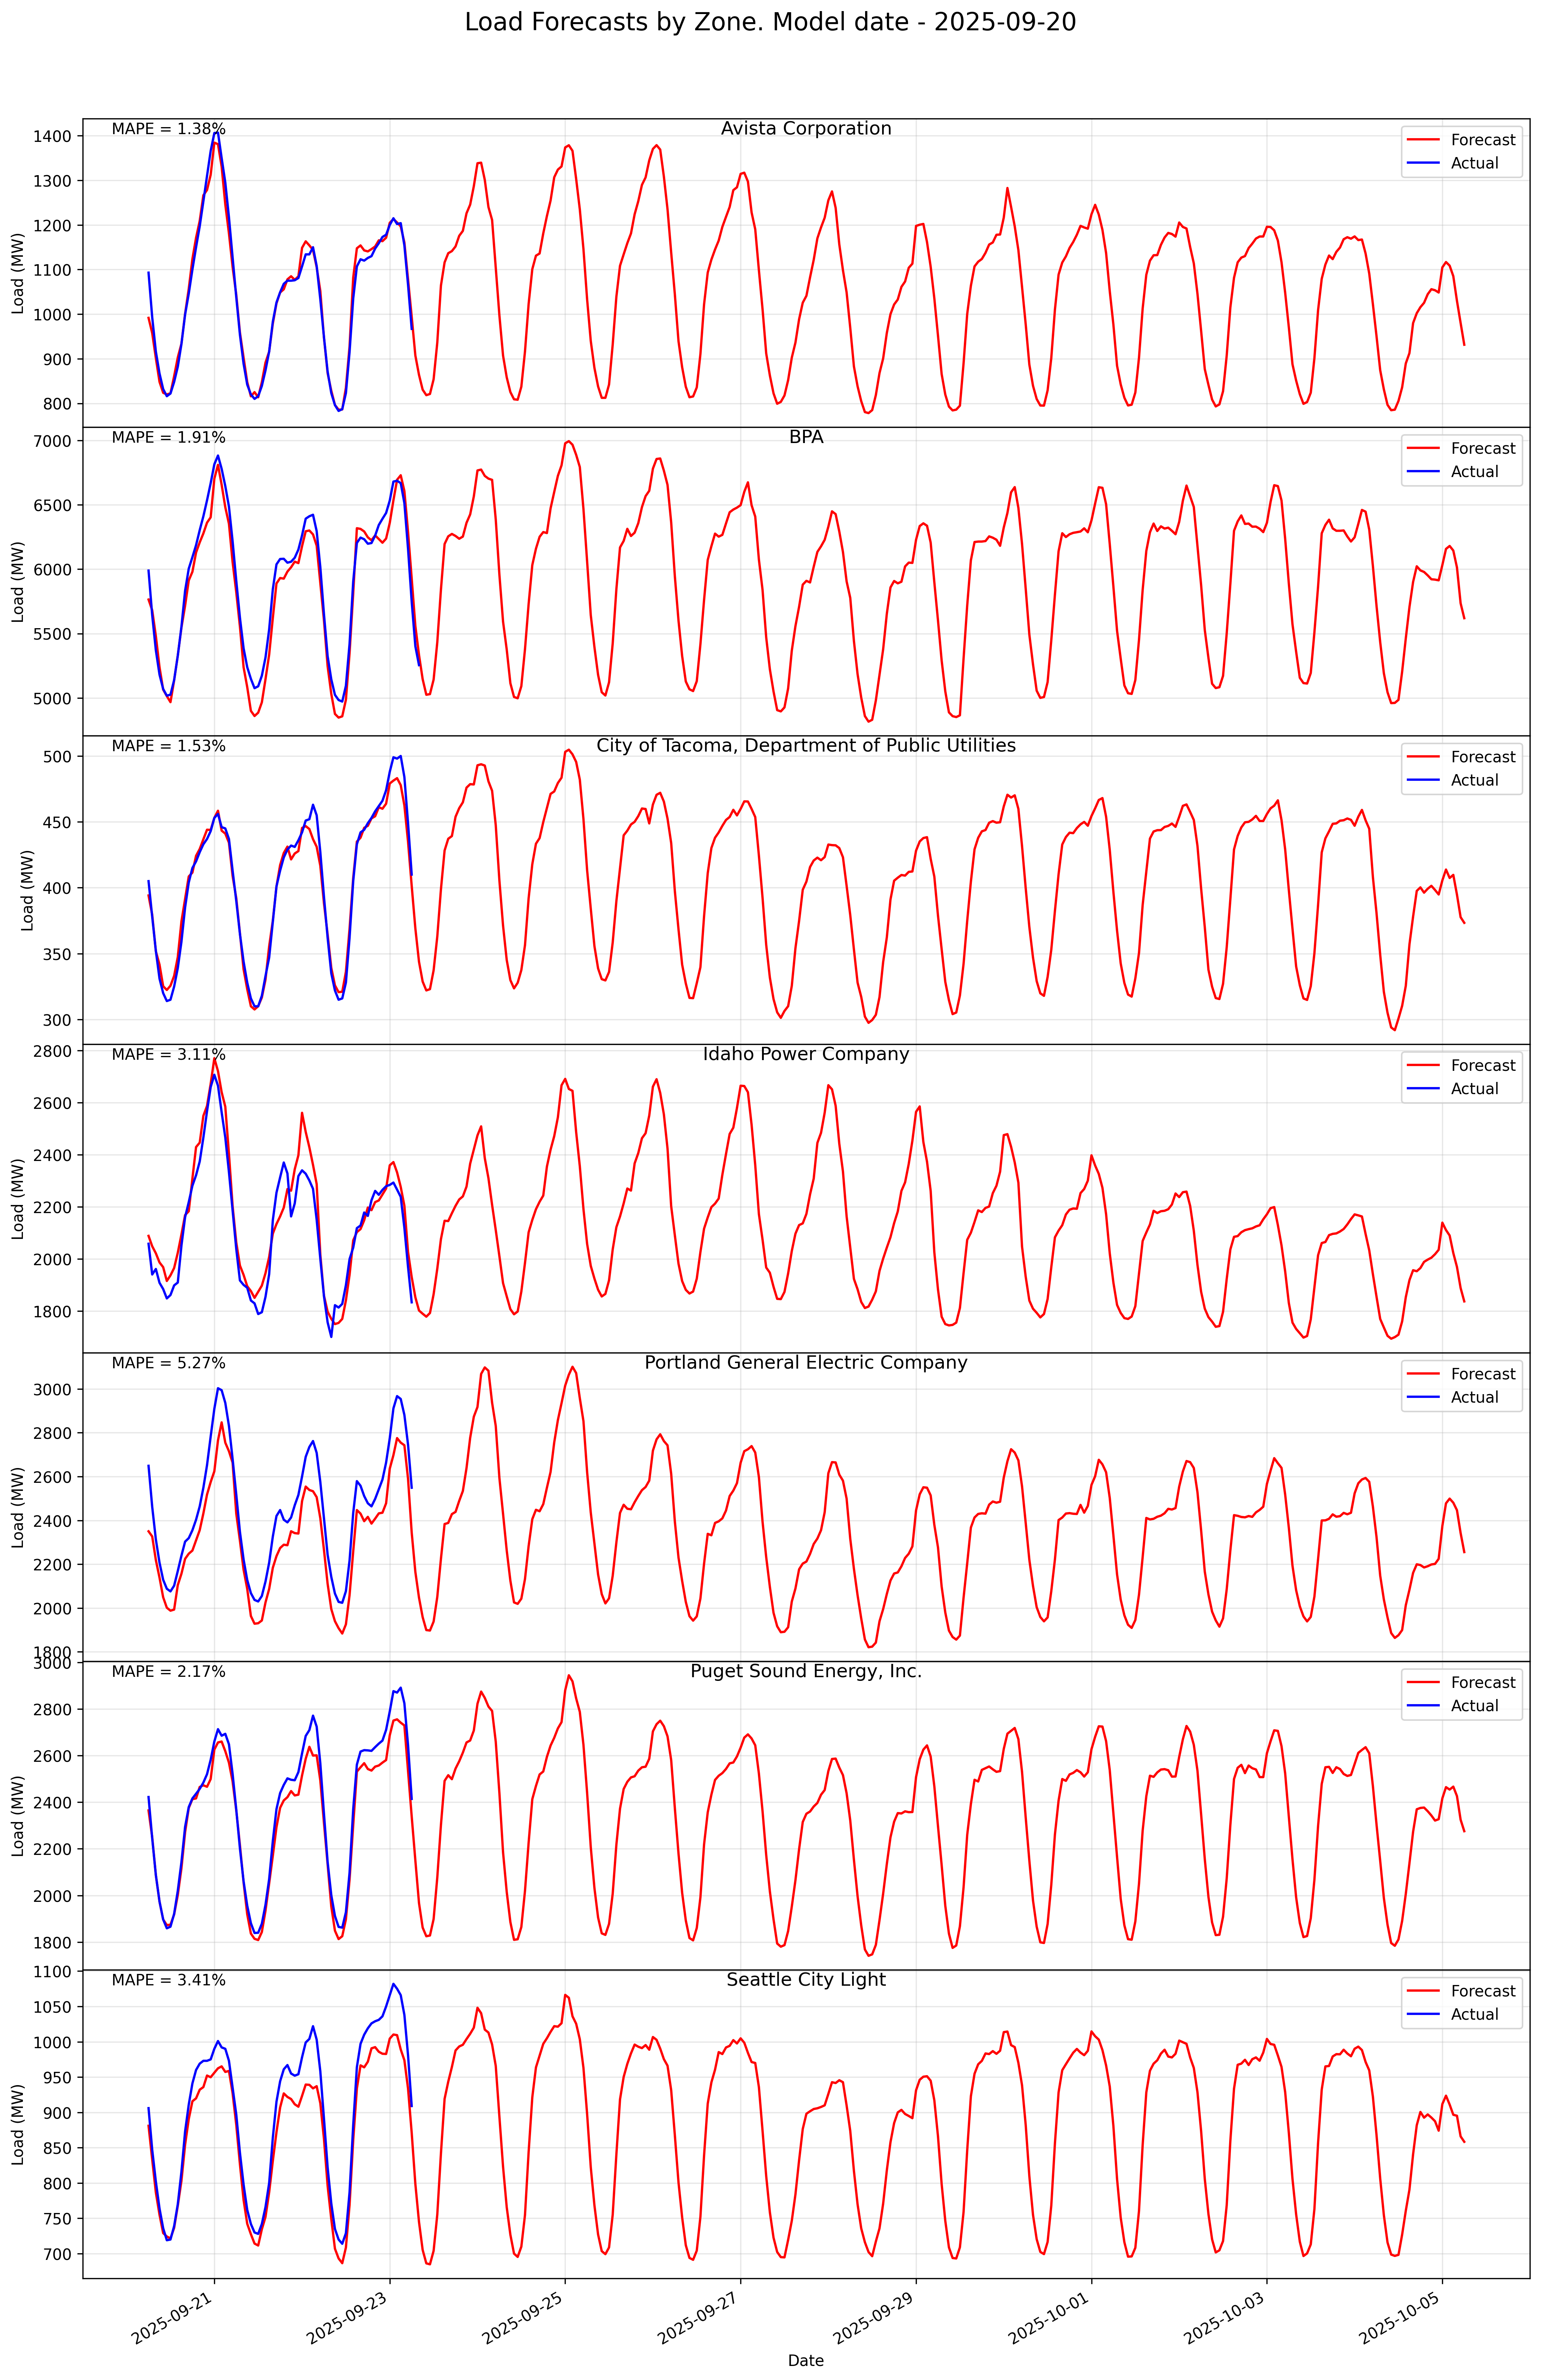 Load Forecasts by Zone. Model date - 2025-09-20
MAPE = 1.38%
Avista Corporation
Forecast
Actual
1400
1300
1200
1100
1000
900
800
Load (MW)
MAPE = 1.91%
BPA
Forecast
Actual
7000
6500
6000
5500
5000
Load (MW)
MAPE = 1.53%
City of Tacoma, Department of Public Utilities
Forecast
Actual
500
450
400
350
300
Load (MW)
MAPE = 3.11%
Idaho Power Company
Forecast
Actual
2800
2600
2400
2200
2000
1800
Load (MW)
MAPE = 5.27%
Portland General Electric Company
Forecast
Actual
3000
2800
2600
2400
2200
2000
1800
Load (MW)
MAPE = 2.17%
Puget Sound Energy, Inc.
Forecast
Actual
3000
2800
2600
2400
2200
2000
1800
Load (MW)
MAPE = 3.41%
Seattle City Light
Forecast
Actual
1100
1050
1000
950
900
850
800
750
700
Load (MW)
2025-09-21
2025-09-23
2025-09-25
2025-09-27
2025-09-29
2025-10-01
2025-10-03
2025-10-05
Date